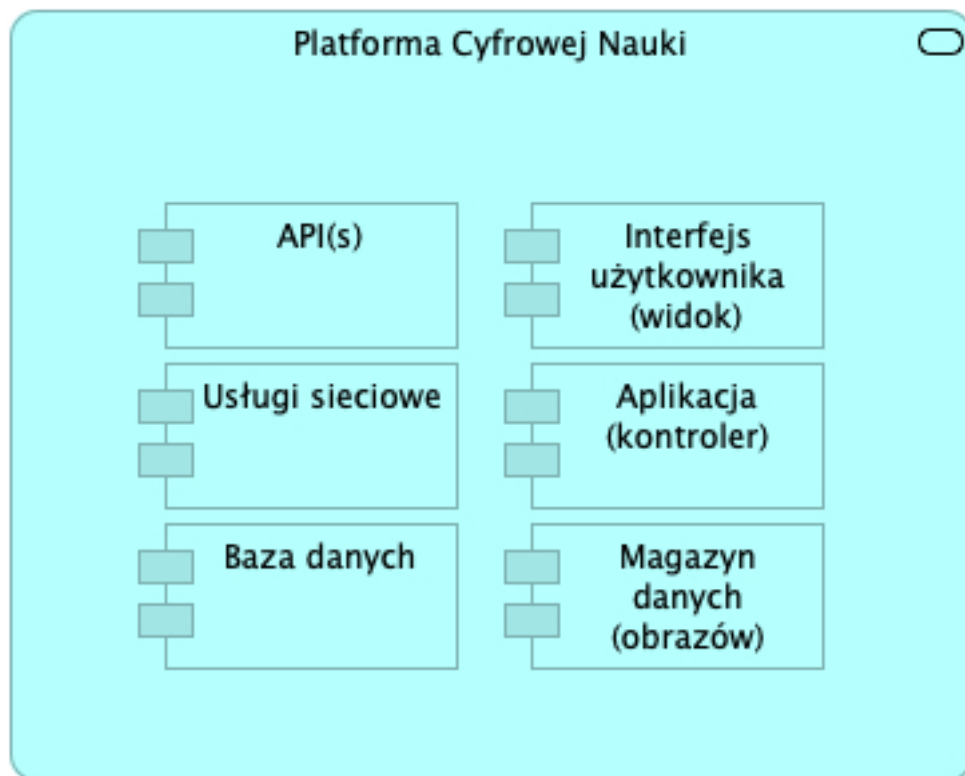 Platforma Cyfrowej Nauki
API(s)
Interfejs
użytkownika
(widok)
Usługi sieciowe
Aplikacja
(kontroler)
Baza danych
Magazyn
danych
(obrazów)